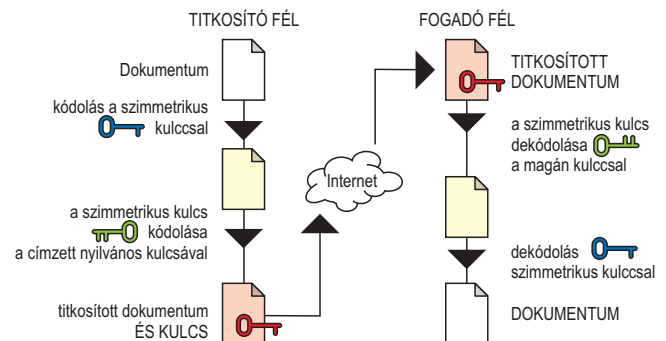 TITKOSÍTÓ FÉL
Dokumentum
kódolás a szimmetrikus
kulccsal
a szimmetrikus kulcs
kódolása
a címzett nyilvános kulcsával
titkosított dokumentum
ÉS KULCS
Internet
FOGADÓ FÉL
TITKOSÍTOTT
DOKUMENTUM
a szimmetrikus kulcs
dekódolása
a magán kulccsal
dekódolás
szimmetrikus kulccsal
DOKUMENTUM